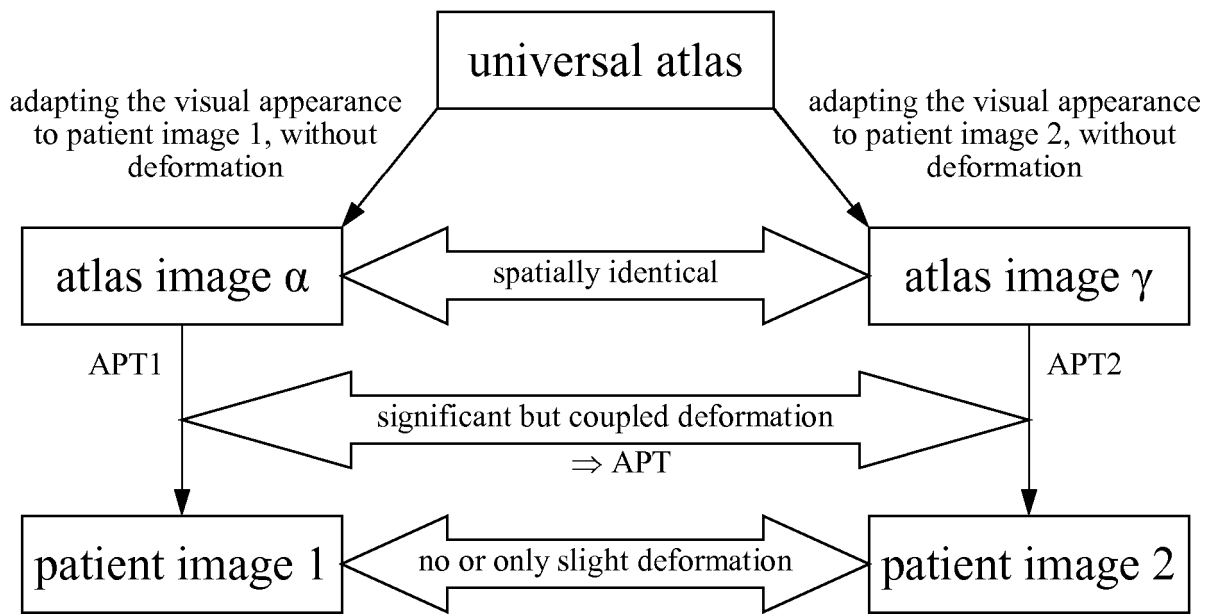 universal atlas
adapting the visual appearance
to patient image 1, without
deformation
adapting the visual appearance
to patient image 2, without
deformation
atlas image α
spatially identical
atlas image γ
APT1
APT2
significant but coupled deformation
⇒ APT
patient image 1
no or only slight deformation
patient image 2